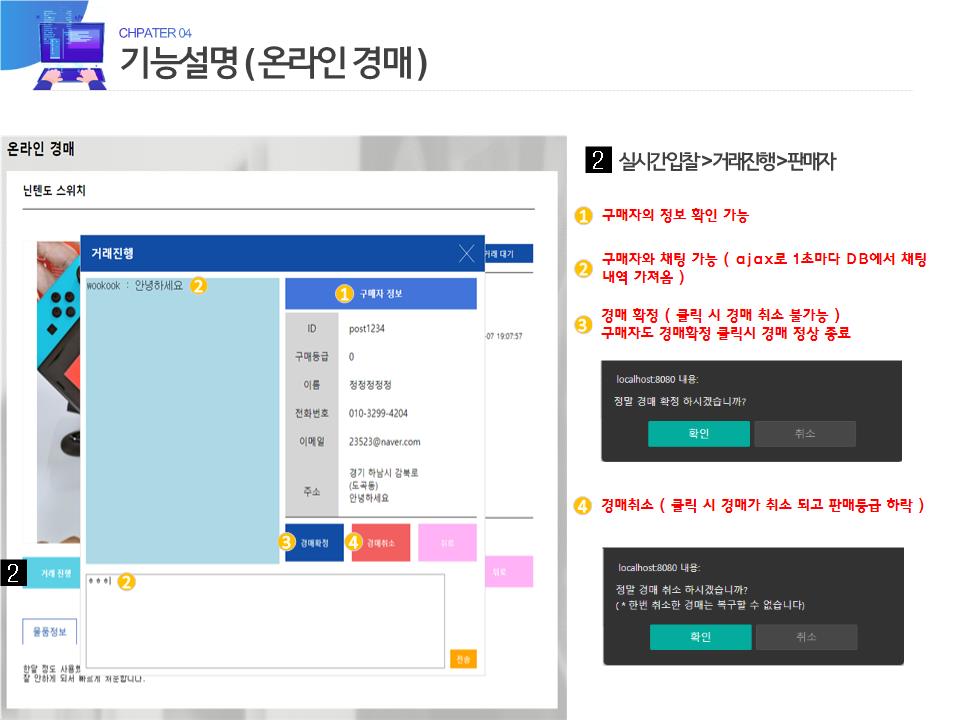 CHPATER 04
기능설명 ( 온라인 경매 )
온라인 경매
닌텐도 스위치
거래 대기
-07 19:07:57
거래진행
wookook : 안녕하세요 2
1 구매자 정보
ID post1234
구매등급 0
이름 정정정정정
전화번호 010-3299-4204
이메일 23523@naver.com
주소 경기 하남시 감북로
(도곡동)
안녕하세요
3 경매확정 4 경매취소 뒤로
2 거래 진행
뒤로
ㅎㅎ히 2
전송
물품정보
한달 정도 사용했
잘 안하게 되서 빠르게 처분합니다.
2 실시간입찰>거래진행>판매자
1 구매자의 정보 확인 가능
2 구매자와 채팅 가능 ( ajax로 1초마다 DB에서 채팅
내역 가져옴 )
3 경매 확정 ( 클릭 시 경매 취소 불가능 )
구매자도 경매확정 클릭시 경매 정상 종료
localhost:8080 내용:
정말 경매 확정 하시겠습니까?
확인 취소
4 경매취소 ( 클릭 시 경매가 취소 되고 판매등급 하락 )
localhost:8080 내용:
정말 경매 취소 하시겠습니까?
( * 한번 취소한 경매는 복구할 수 없습니다)
확인 취소